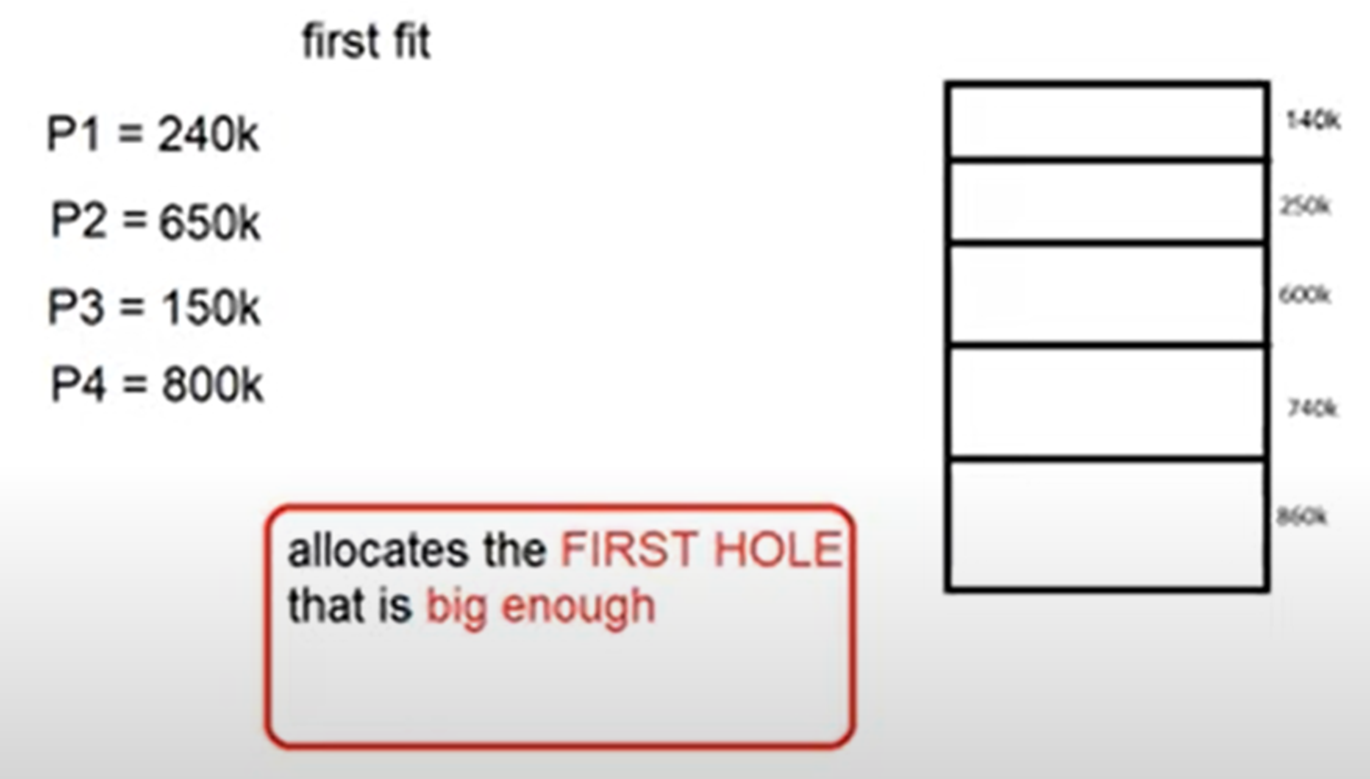 first fit
P1 = 240k
P2 = 650k
P3 = 150k
P4 = 800k
allocates the FIRST HOLE
that is big enough
140k
250k
600k
740k
860k